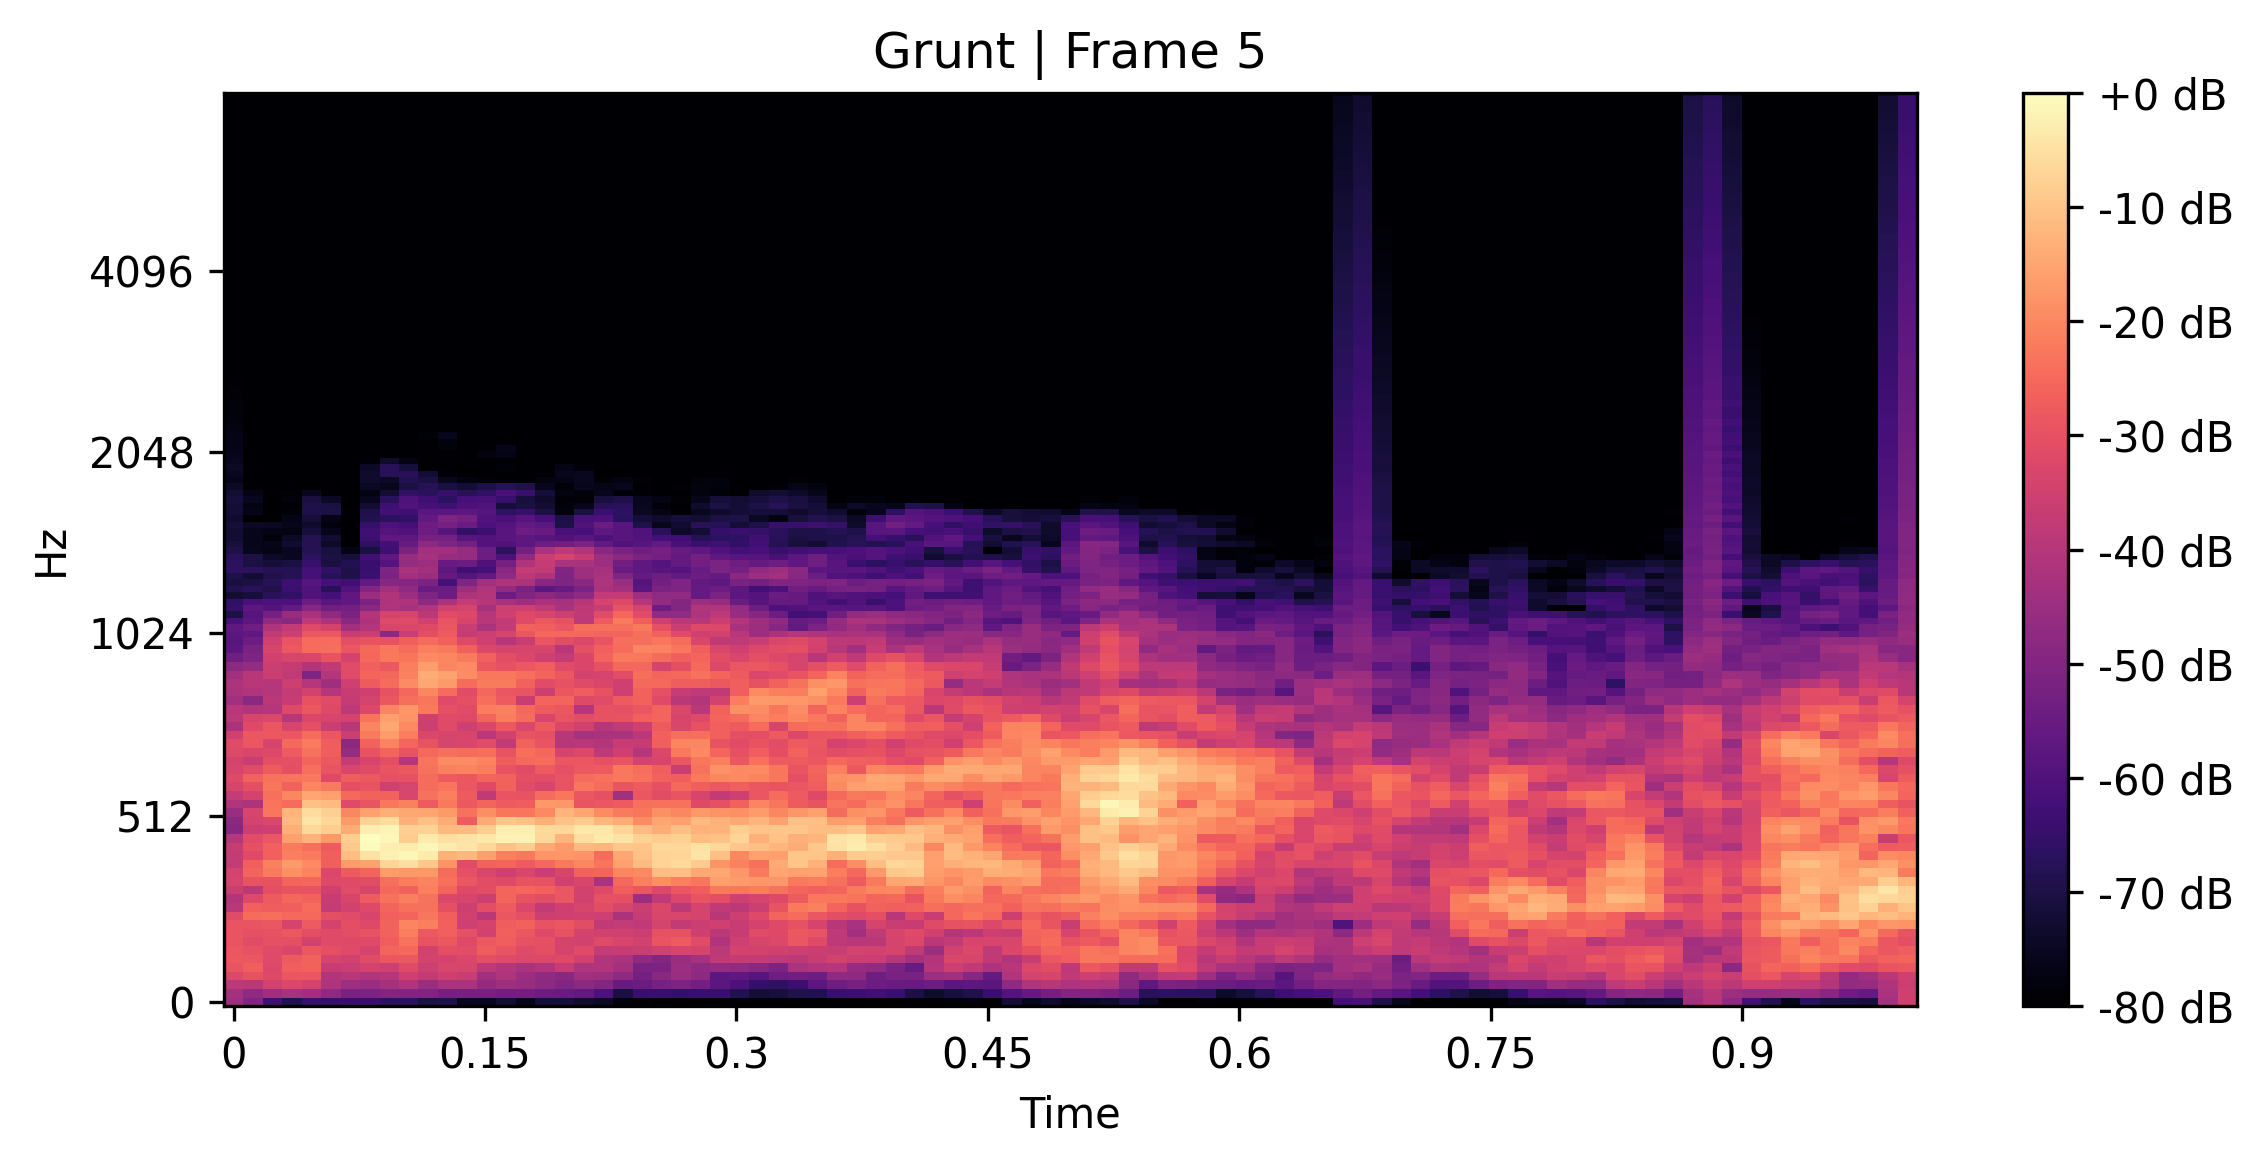 Grunt | Frame 5
Hz
4096
2048
1024
512
0
0 0.15 0.3 0.45 0.6 0.75 0.9
Time
+0 dB
-10 dB
-20 dB
-30 dB
-40 dB
-50 dB
-60 dB
-70 dB
-80 dB